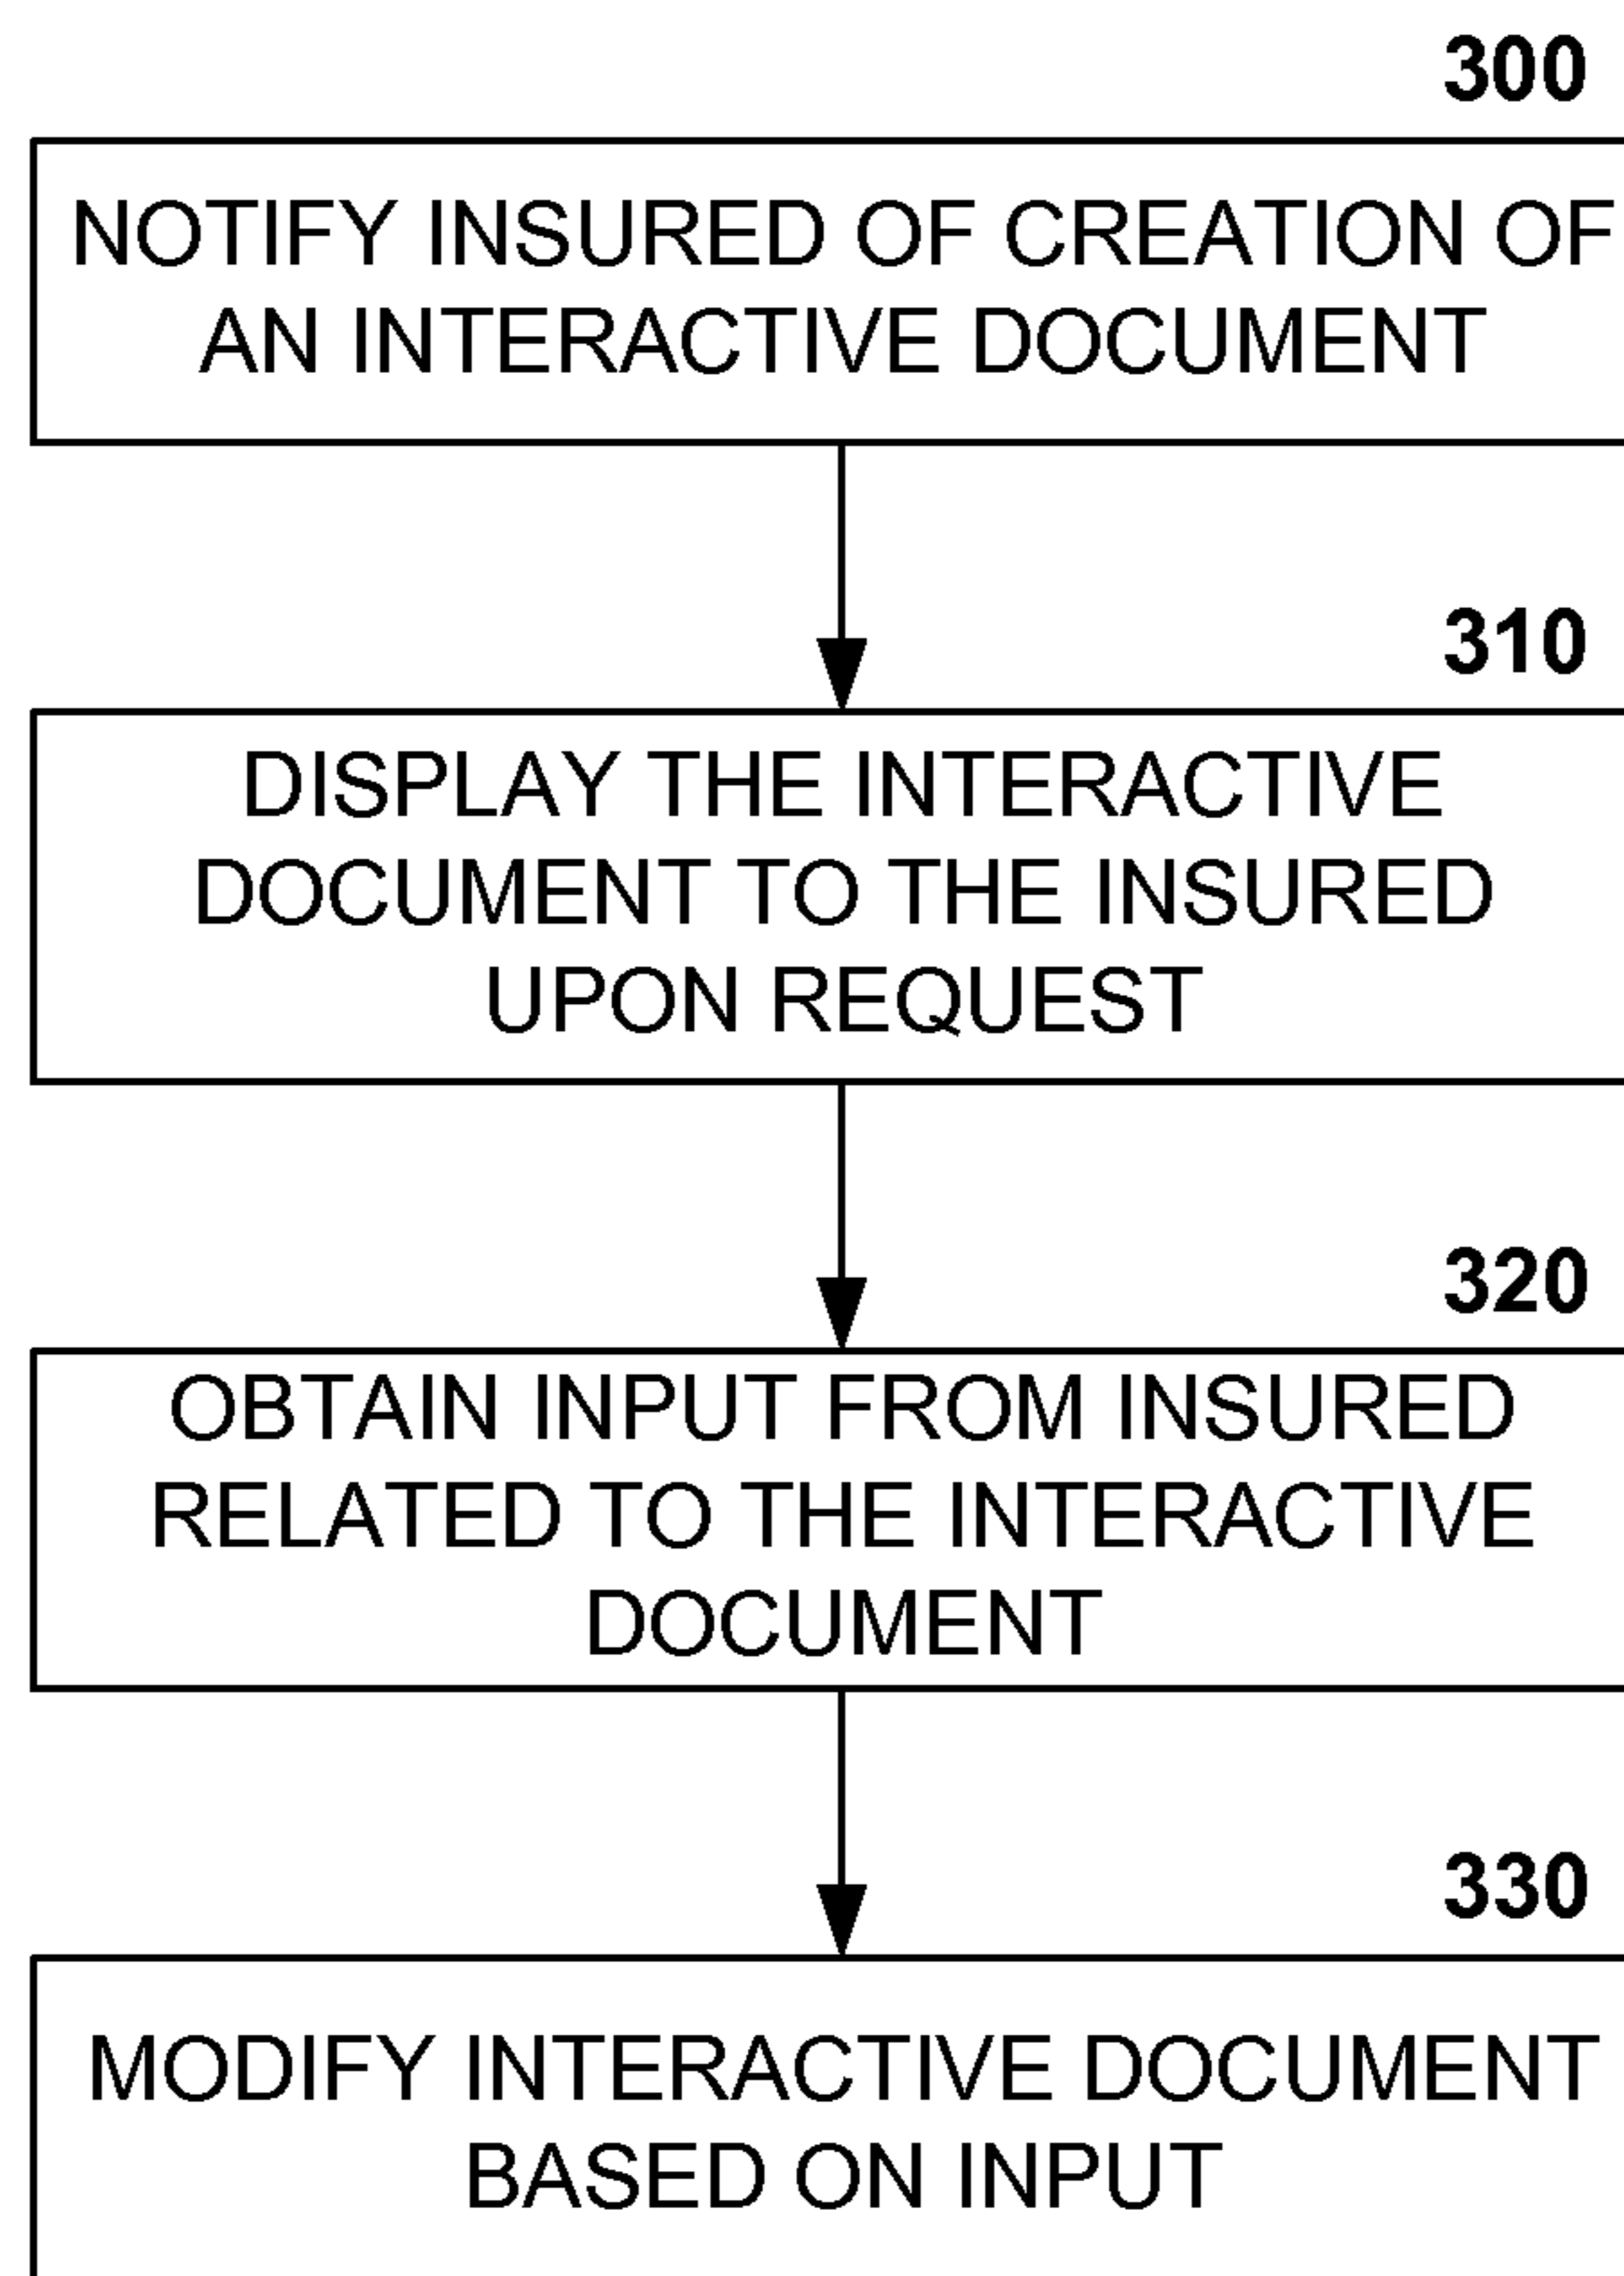 300
NOTIFY INSURED OF CREATION OF
AN INTERACTIVE DOCUMENT
310
DISPLAY THE INTERACTIVE
DOCUMENT TO THE INSURED
UPON REQUEST
320
OBTAIN INPUT FROM INSURED
RELATED TO THE INTERACTIVE
DOCUMENT
330
MODIFY INTERACTIVE DOCUMENT
BASED ON INPUT